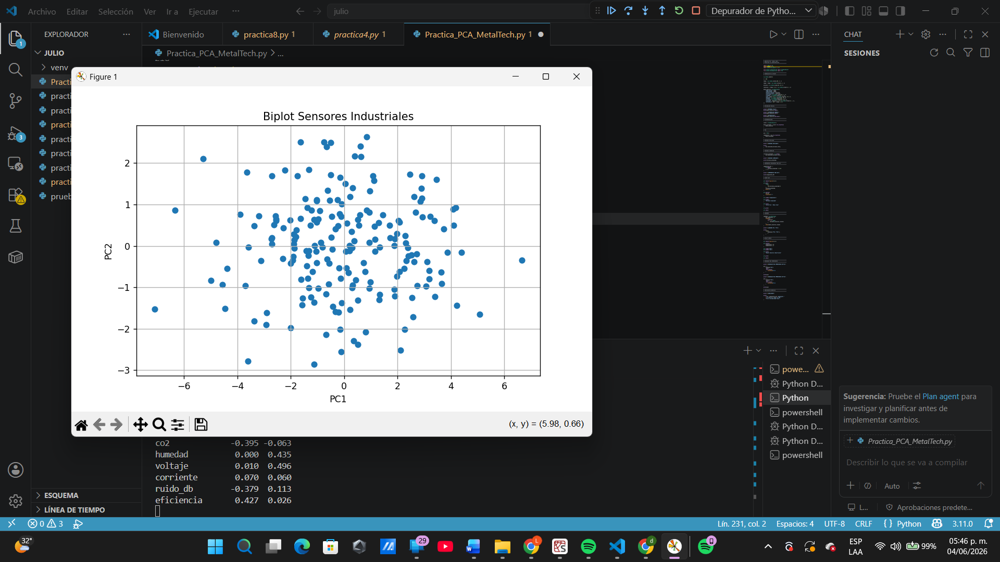 Archivo Editar Selección Ver Ir a Ejecutar ···
julio
Depurador de Pytho...
EXPLORADOR
Bienvenido
practica8.py 1
practica4.py 1
Practica_PCA_MetalTech.py 1
CHAT
JULIO
Practica_PCA_MetalTech.py > ...
SESIONES
venv
Practi
practi
practi
practi
practi
practi
practi
practi
prueb
Figure 1
Biplot Sensores Industriales
PC2
2
1
0
−1
−2
−3
−6 −4 −2 0 2 4 6
PC1
(x, y) = (5.98, 0.66)
co2 -0.395 -0.063
humedad 0.000 0.435
voltaje 0.010 0.496
corriente 0.070 0.060
ruido_db -0.379 0.113
eficiencia 0.427 0.026
powe...
Python D...
Python
powershell
Python D...
Python D...
powershell
Sugerencia: Pruebe el Plan agent para
investigar y planificar antes de
implementar cambios.
Practica_PCA_MetalTech.py
Describir lo que se va a compilar
Auto
L...
Aprobaciones predete...
ESQUEMA
LÍNEA DE TIEMPO
1
3
0 3
Lín. 231, col. 2 Espacios: 4 UTF-8 CRLF { } Python 3.11.0
32°
29
ESP
LAA
99%
05:46 p. m.
04/06/2026